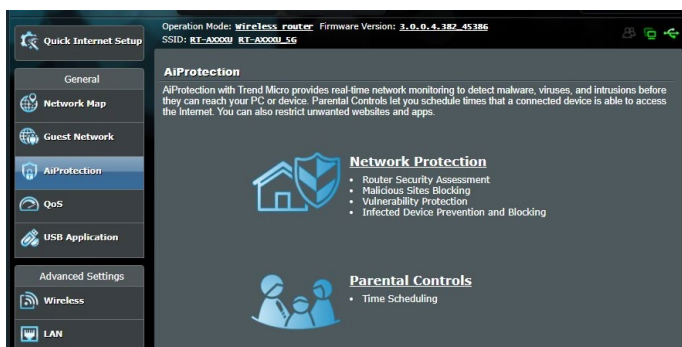 Quick Internet Setup
General
Network Map
Guest Network
AiProtection
QoS
USB Application
Advanced Settings
Wireless
LAN
Operation Mode: Wireless router Firmware Version: 3.0.0.4.382_45386
SSID: RT-AXXXU RT-AXXXU_5G
AiProtection
AiProtection with Trend Micro provides real-time network monitoring to detect malware, viruses, and intrusions before
they can reach your PC or device. Parental Controls let you schedule times that a connected device is able to access
the Internet. You can also restrict unwanted websites and apps.
Network Protection
• Router Security Assessment
• Malicious Sites Blocking
• Vulnerability Protection
• Infected Device Prevention and Blocking
Parental Controls
• Time Scheduling